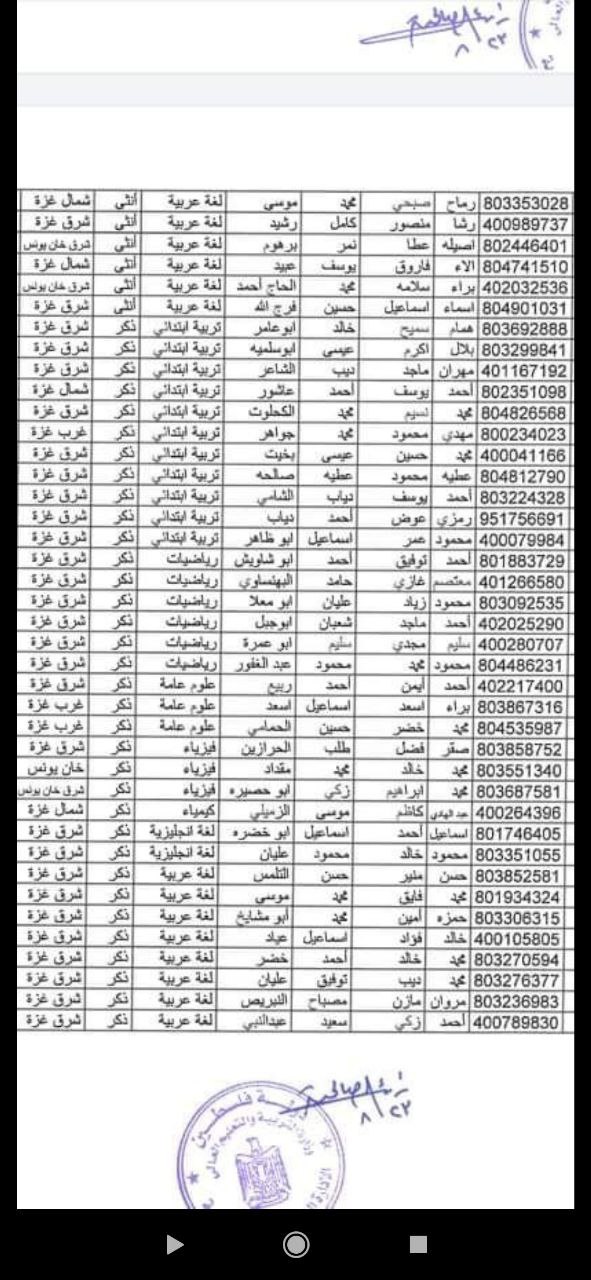 ٨/٢٣
803353028 رماح صبحي محمد موسى لغة عربية أنثى شمال غزة
400989737 رشا منصور كامل رشيد لغة عربية أنثى شرق غزة
802446401 اصيله عطا نمر برهوم لغة عربية أنثى شرق خان يونس
804741510 الاء فاروق يوسف عبيد لغة عربية أنثى شمال غزة
402032536 براء سلامه محمد الحاج أحمد لغة عربية أنثى شرق خان يونس
804901031 اسماء اسماعيل حسين فرج الله لغة عربية أنثى شرق غزة
803692888 همام سميح خالد ابوعامر تربية ابتدائي ذكر شرق غزة
803299841 بلال اكرم عيسى ابوسلميه تربية ابتدائي ذكر شرق غزة
401167192 مهران ماجد ديب الشاعر تربية ابتدائي ذكر شرق غزة
802351098 أحمد يوسف أحمد عاشور تربية ابتدائي ذكر شمال غزة
804826568 محمد نسيم محمد الكحلوت تربية ابتدائي ذكر شرق غزة
800234023 مهدي محمود محمد جواهر تربية ابتدائي ذكر غرب غزة
400041166 محمد حسين عيسى بخيت تربية ابتدائي ذكر شرق غزة
804812790 عطيه محمود عطيه صالحه تربية ابتدائي ذكر شرق غزة
803224328 أحمد يوسف دياب الشامي تربية ابتدائي ذكر شرق غزة
951756691 رمزي عوض أحمد دياب تربية ابتدائي ذكر شرق غزة
400079984 محمود عمر اسماعيل ابو ظاهر تربية ابتدائي ذكر شرق غزة
801883729 أحمد توفيق أحمد ابو شاويش رياضيات ذكر شرق غزة
401266580 معتصم غازي حامد البهنساوي رياضيات ذكر شرق غزة
803092535 محمود زياد عليان ابو معلا رياضيات ذكر شرق غزة
402025290 أحمد ماجد شعبان ابوجبل رياضيات ذكر شرق غزة
400280707 سليم مجدي سليم ابو عمرة رياضيات ذكر شرق غزة
804486231 محمود محمد محمود عبد الغفور رياضيات ذكر شرق غزة
402217400 أحمد أيمن أحمد ربيع علوم عامة ذكر شرق غزة
803867316 براء اسعد اسماعيل اسعد علوم عامة ذكر غرب غزة
804535987 محمد خضر حسين الحمامي علوم عامة ذكر غرب غزة
803858752 صقر فضل طلب الحرازين فيزياء ذكر شرق غزة
803551340 محمد خالد محمد مقداد فيزياء ذكر خان يونس
803687581 محمد ابراهيم زكي ابو حصيره فيزياء ذكر شرق خان يونس
400264396 عبد الهادي كاظم موسى الزميلي كيمياء ذكر شمال غزة
801746405 اسماعيل أحمد اسماعيل ابو خضره لغة انجليزية ذكر شرق غزة
803351055 محمود خالد محمود عليان لغة انجليزية ذكر شرق غزة
803852581 حسن منير حسن التلمس لغة عربية ذكر شرق غزة
801934324 محمد فايق محمد موسى لغة عربية ذكر شرق غزة
803306315 حمزه أمين محمد أبو مشايخ لغة عربية ذكر شرق غزة
400105805 خالد فؤاد اسماعيل عياد لغة عربية ذكر شرق غزة
803270594 محمد خالد أحمد خضر لغة عربية ذكر شرق غزة
803276377 محمد ديب توفيق عليان لغة عربية ذكر شرق غزة
803236983 مروان مازن مصباح النبريص لغة عربية ذكر شرق غزة
400789830 أحمد زكي سعيد عبدالنبي لغة عربية ذكر شرق غزة
٨/٢٣
دولة فلسطين
وزارة التربية والتعليم العالي